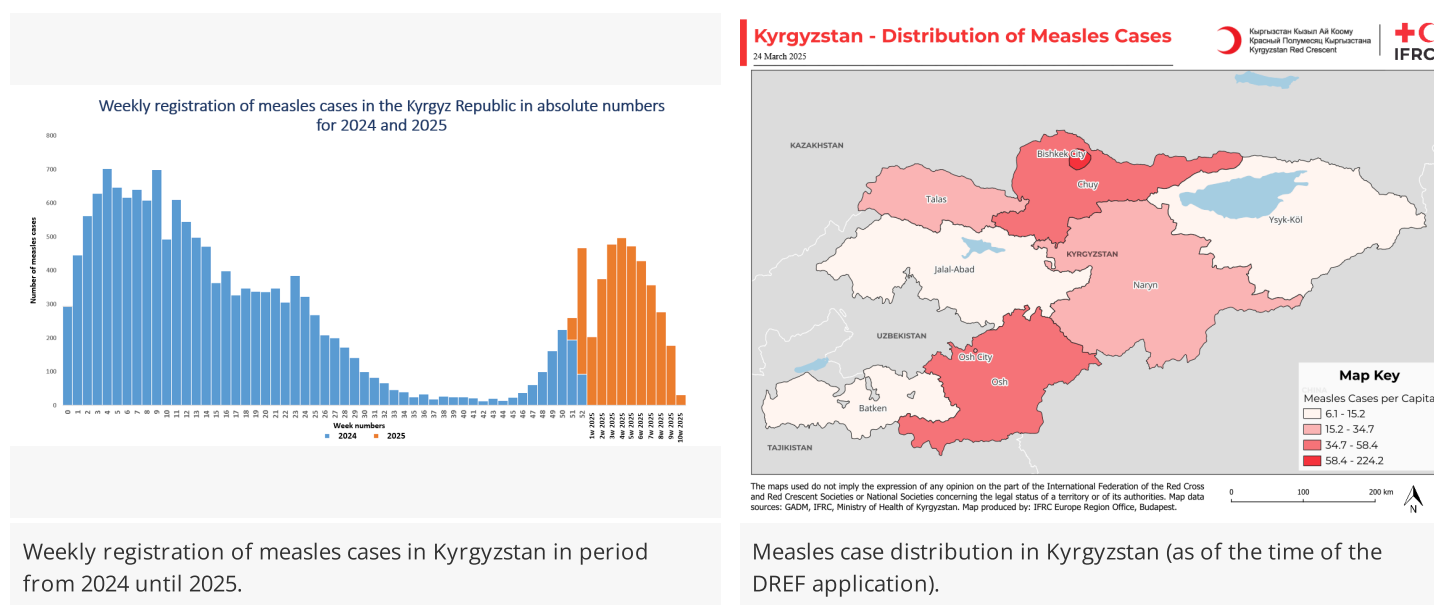 Weekly registration of measles cases in the Kyrgyz Republic in absolute numbers
for 2024 and 2025
Number of measles cases
800
700
600
500
400
300
200
100
0
0 1 2 3 4 5 6 7 8 9 10 11 12 13 14 15 16 17 18 19 20 21 22 23 24 25 26 27 28 29 30 31 32 33 34 35 36 37 38 39 40 41 42 43 44 45 46 47 48 49 50 51 52 1w 2025 2w 2025 3w 2025 4w 2025 5w 2025 6w 2025 7w 2025 8w 2025 9w 2025 10w 2025
Week numbers
2024 2025
Weekly registration of measles cases in Kyrgyzstan in period
from 2024 until 2025.
Kyrgyzstan - Distribution of Measles Cases
24 March 2025
Кыргызстан Кызыл Ай Коому
Красный Полумесяц Кыргызстана
Kyrgyzstan Red Crescent
IFRC
KAZAKHSTAN
Bishkek City
Chuy
Talas
Ysyk-Köl
KYRGYZSTAN
Jalal-Abad
Naryn
UZBEKISTAN
Osh City
Osh
Batken
TAJIKISTAN
CHINA
Map Key
Measles Cases per Capita
6.1 - 15.2
15.2 - 34.7
34.7 - 58.4
58.4 - 224.2
The maps used do not imply the expression of any opinion on the part of the International Federation of the Red Cross
and Red Crescent Societies or National Societies concerning the legal status of a territory or of its authorities. Map data
sources: GADM, IFRC, Ministry of Health of Kyrgyzstan. Map produced by: IFRC Europe Region Office, Budapest.
0 100 200 km
N
Measles case distribution in Kyrgyzstan (as of the time of the
DREF application).